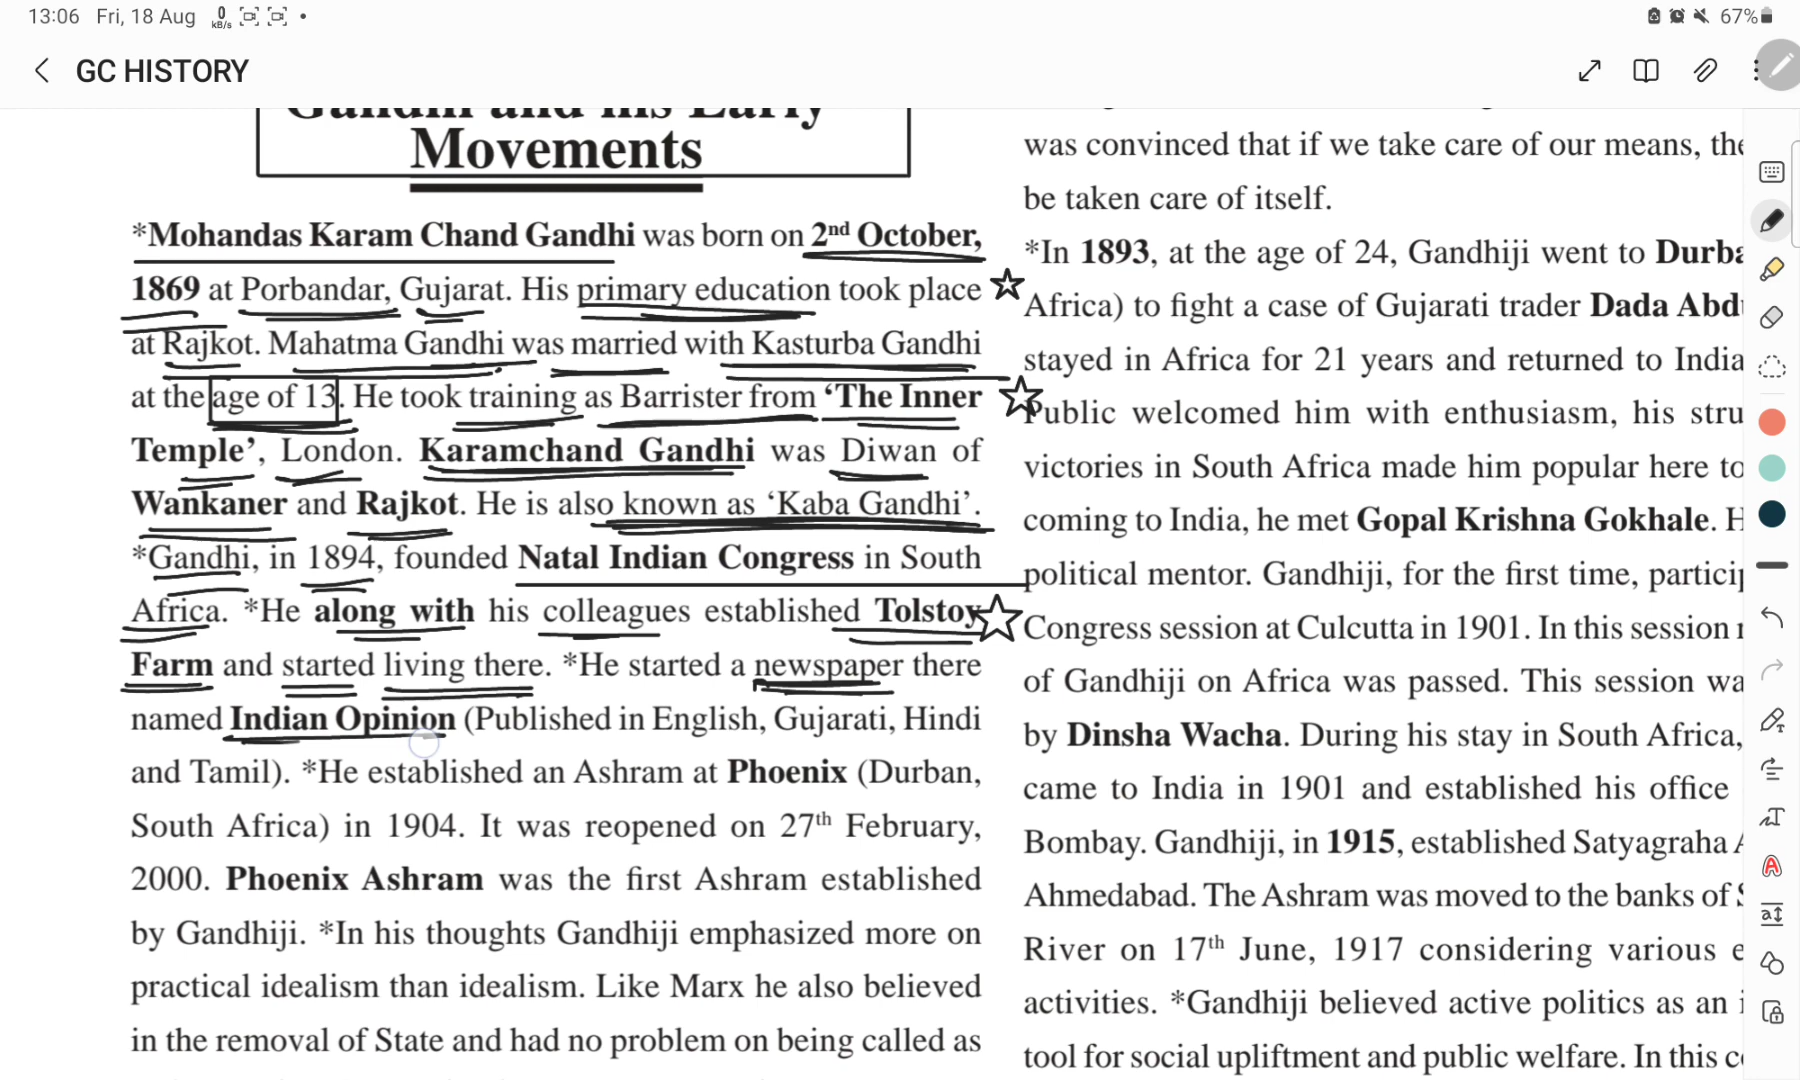 13:06 Fri, 18 Aug 0 kB/s 67%
GC HISTORY
Gandhi and his Early
Movements
*Mohandas Karam Chand Gandhi was born on 2nd October,
1869 at Porbandar, Gujarat. His primary education took place
at Rajkot. Mahatma Gandhi was married with Kasturba Gandhi
at the age of 13. He took training as Barrister from ‘The Inner
Temple’, London. Karamchand Gandhi was Diwan of
Wankaner and Rajkot. He is also known as ‘Kaba Gandhi’.
*Gandhi, in 1894, founded Natal Indian Congress in South
Africa. *He along with his colleagues established Tolstoy
Farm and started living there. *He started a newspaper there
named Indian Opinion (Published in English, Gujarati, Hindi
and Tamil). *He established an Ashram at Phoenix (Durban,
South Africa) in 1904. It was reopened on 27th February,
2000. Phoenix Ashram was the first Ashram established
by Gandhiji. *In his thoughts Gandhiji emphasized more on
practical idealism than idealism. Like Marx he also believed
in the removal of State and had no problem on being called as
was convinced that if we take care of our means, the
be taken care of itself.
*In 1893, at the age of 24, Gandhiji went to Durba
Africa) to fight a case of Gujarati trader Dada Abd
stayed in Africa for 21 years and returned to India
Public welcomed him with enthusiasm, his stru
victories in South Africa made him popular here to
coming to India, he met Gopal Krishna Gokhale. H
political mentor. Gandhiji, for the first time, particip
Congress session at Culcutta in 1901. In this session
of Gandhiji on Africa was passed. This session wa
by Dinsha Wacha. During his stay in South Africa,
came to India in 1901 and established his office
Bombay. Gandhiji, in 1915, established Satyagraha A
Ahmedabad. The Ashram was moved to the banks of S
River on 17th June, 1917 considering various e
activities. *Gandhiji believed active politics as an i
tool for social upliftment and public welfare. In this c